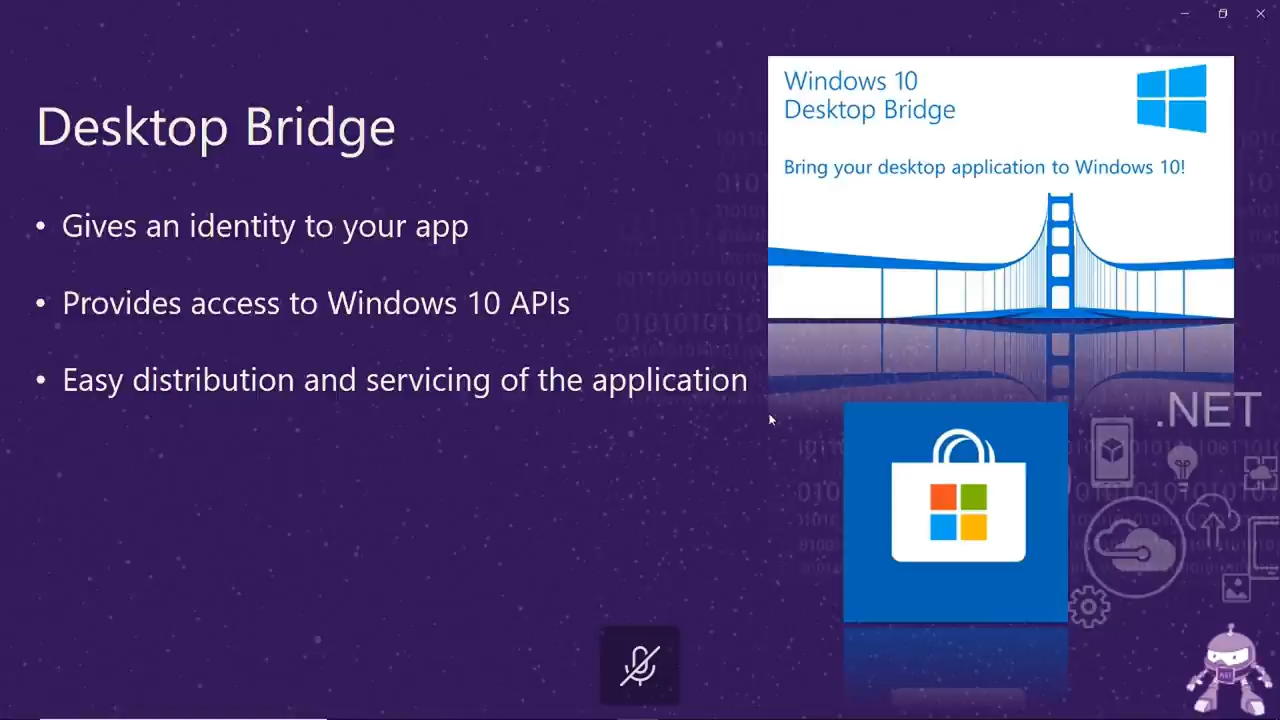 Desktop Bridge
• Gives an identity to your app
• Provides access to Windows 10 APIs
• Easy distribution and servicing of the application
Windows 10
Desktop Bridge
Bring your desktop application to Windows 10!
.NET